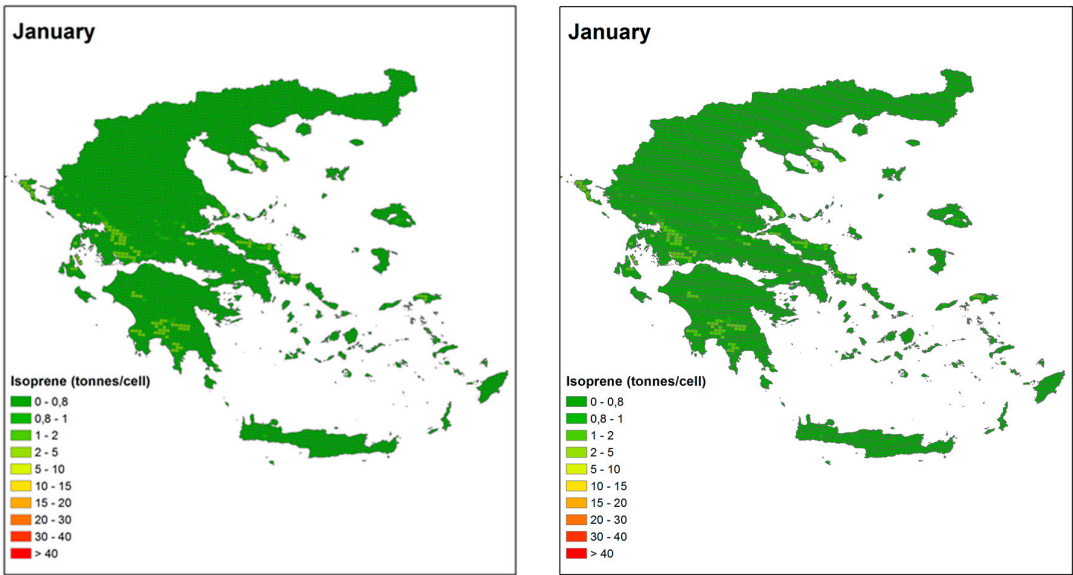 January
Isoprene (tonnes/cell)
0 - 0,8
0,8 - 1
1 - 2
2 - 5
5 - 10
10 - 15
15 - 20
20 - 30
30 - 40
> 40
January
Isoprene (tonnes/cell)
0 - 0,8
0,8 - 1
1 - 2
2 - 5
5 - 10
10 - 15
15 - 20
20 - 30
30 - 40
> 40